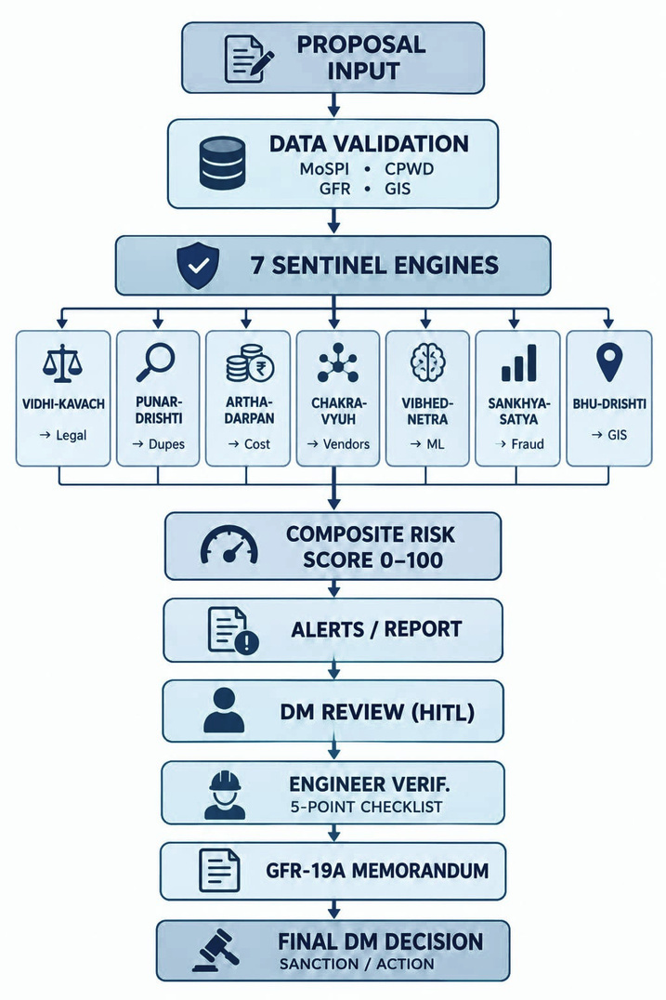 PROPOSAL
INPUT
DATA VALIDATION
MoSPI • CPWD
GFR • GIS
7 SENTINEL ENGINES
VIDHI-KAVACH
→ Legal
PUNAR-
DRISHTI
→ Dupes
ARTHA-
DARPAN
→ Cost
CHAKRA-
VYUH
→ Vendors
VIBHED-
NETRA
→ ML
SANKHYA-
SATYA
→ Fraud
BHU-DRISHTI
→ GIS
COMPOSITE RISK
SCORE 0–100
ALERTS / REPORT
DM REVIEW (HITL)
ENGINEER VERIF.
5-POINT CHECKLIST
GFR-19A MEMORANDUM
FINAL DM DECISION
SANCTION / ACTION